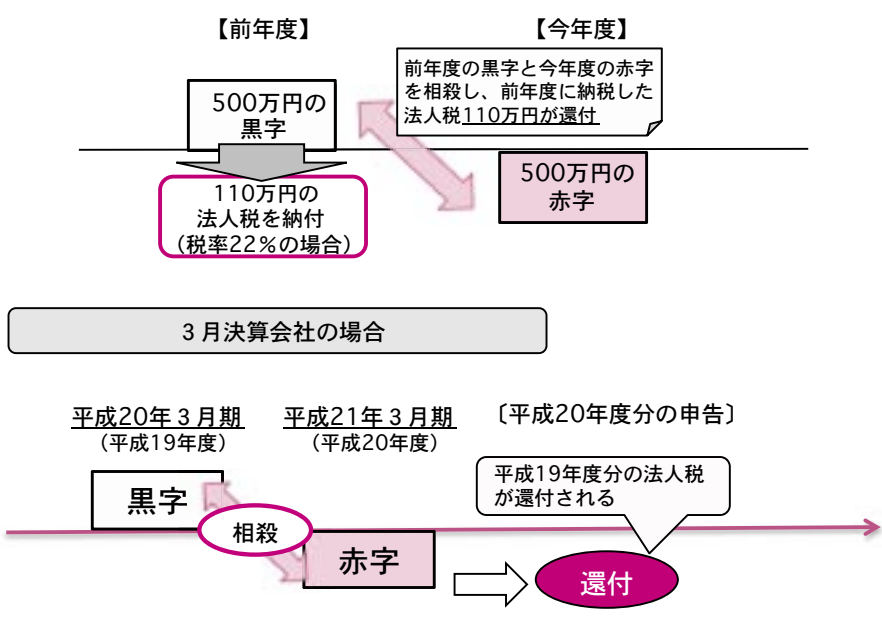 【前年度】
【今年度】
前年度の黒字と今年度の赤字
を相殺し、前年度に納税した
法人税110万円が還付
500万円の
黒字
500万円の
赤字
110万円の
法人税を納付
（税率22％の場合）
３月決算会社の場合
平成20年３月期
（平成19年度）
平成21年３月期
（平成20年度）
〔平成20年度分の申告〕
平成19年度分の法人税
が還付される
黒字
相殺
赤字
還付